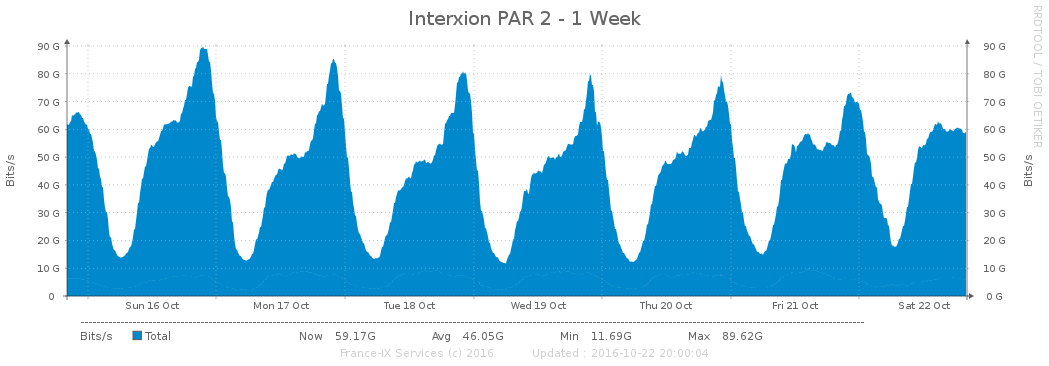 Interxion PAR 2 - 1 Week
RRDTOOL / TOBI OETIKER
Bits/s
90 G 90 G
80 G 80 G
70 G 70 G
60 G 60 G
50 G 50 G
40 G 40 G
30 G 30 G
20 G 20 G
10 G 10 G
0 0 G
Bits/s
Sun 16 Oct Mon 17 Oct Tue 18 Oct Wed 19 Oct Thu 20 Oct Fri 21 Oct Sat 22 Oct
Bits/s Total Now 59.17G Avg 46.05G Min 11.69G Max 89.62G
France-IX Services (c) 2016 Updated : 2016-10-22 20:00:04